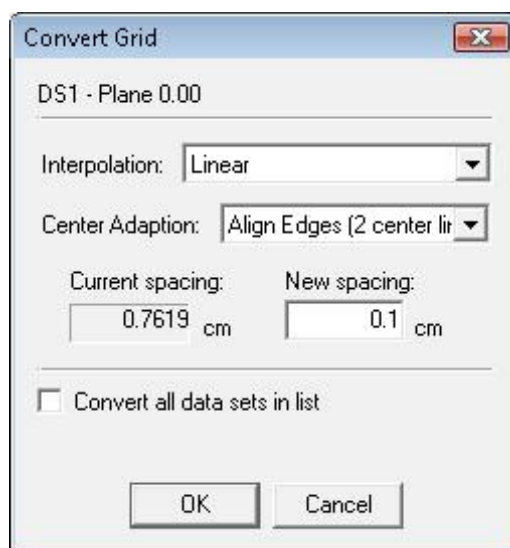 Convert Grid
DS1 - Plane 0.00
Interpolation: Linear
Center Adaption: Align Edges (2 center lir
Current spacing: New spacing:
0.7619 cm 0.1 cm
Convert all data sets in list
OK Cancel